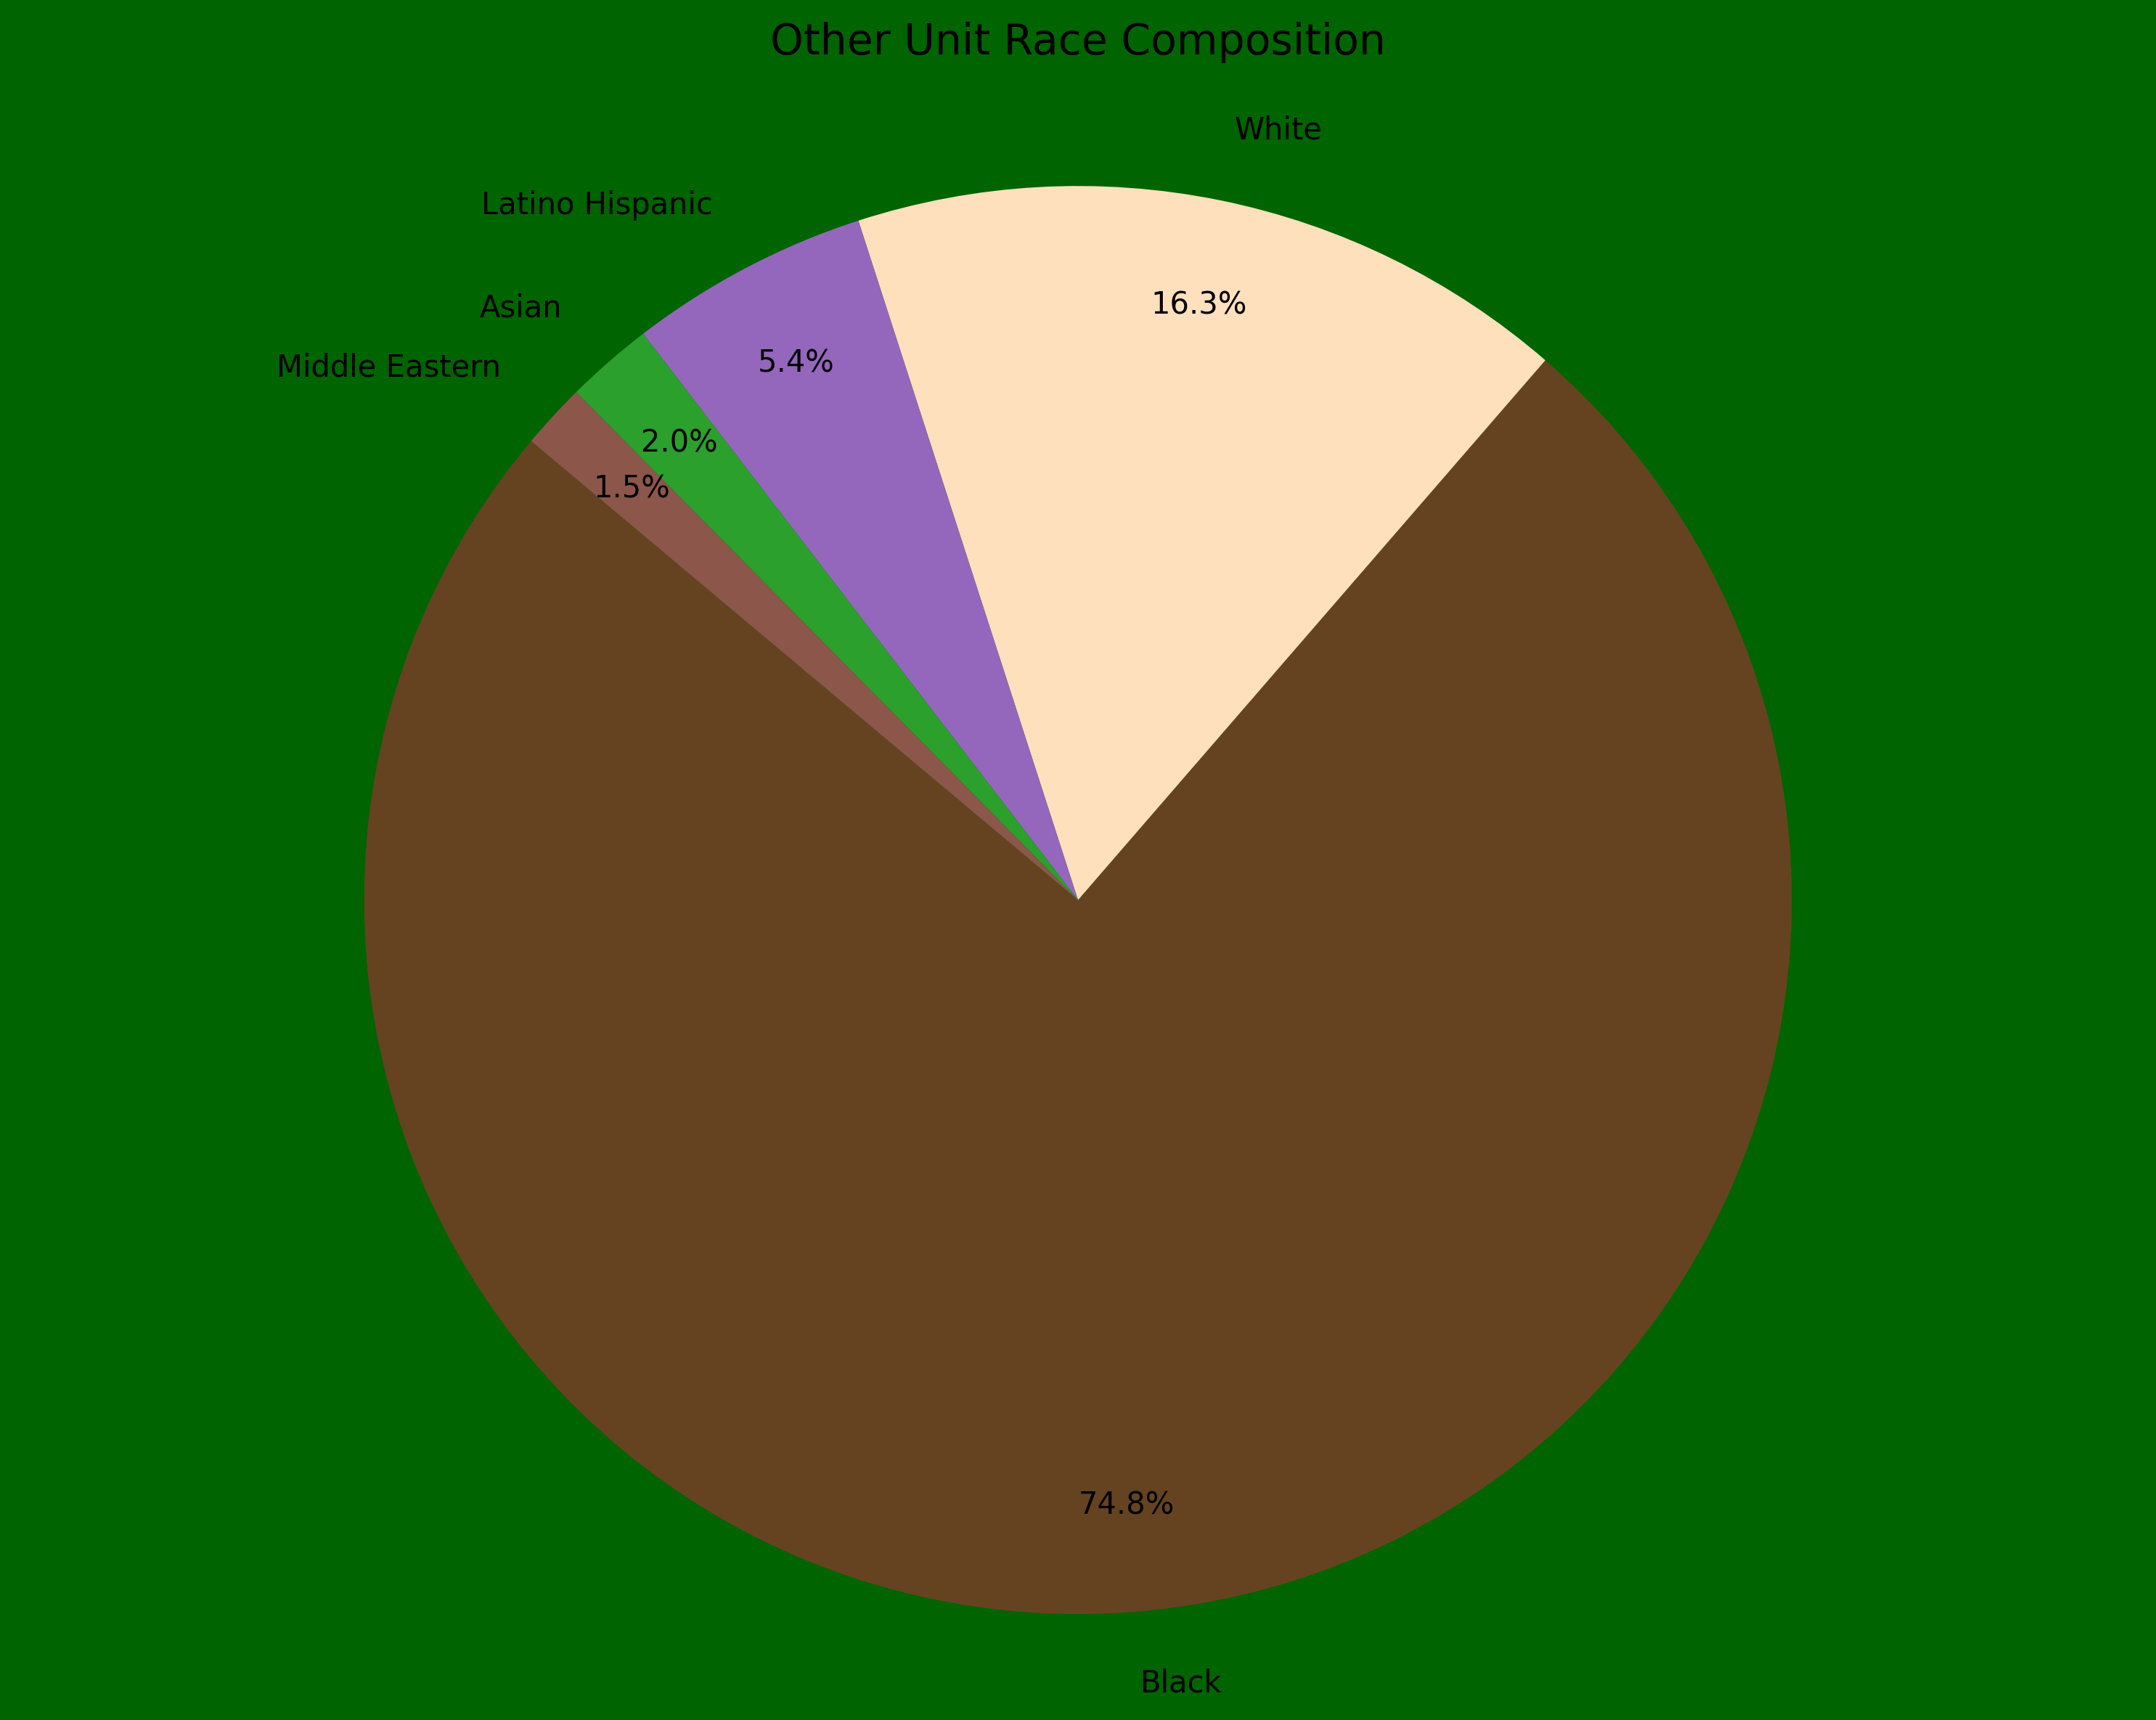 Other Unit Race Composition
White
Latino Hispanic
Asian
Middle Eastern
16.3%
5.4%
2.0%
1.5%
74.8%
Black